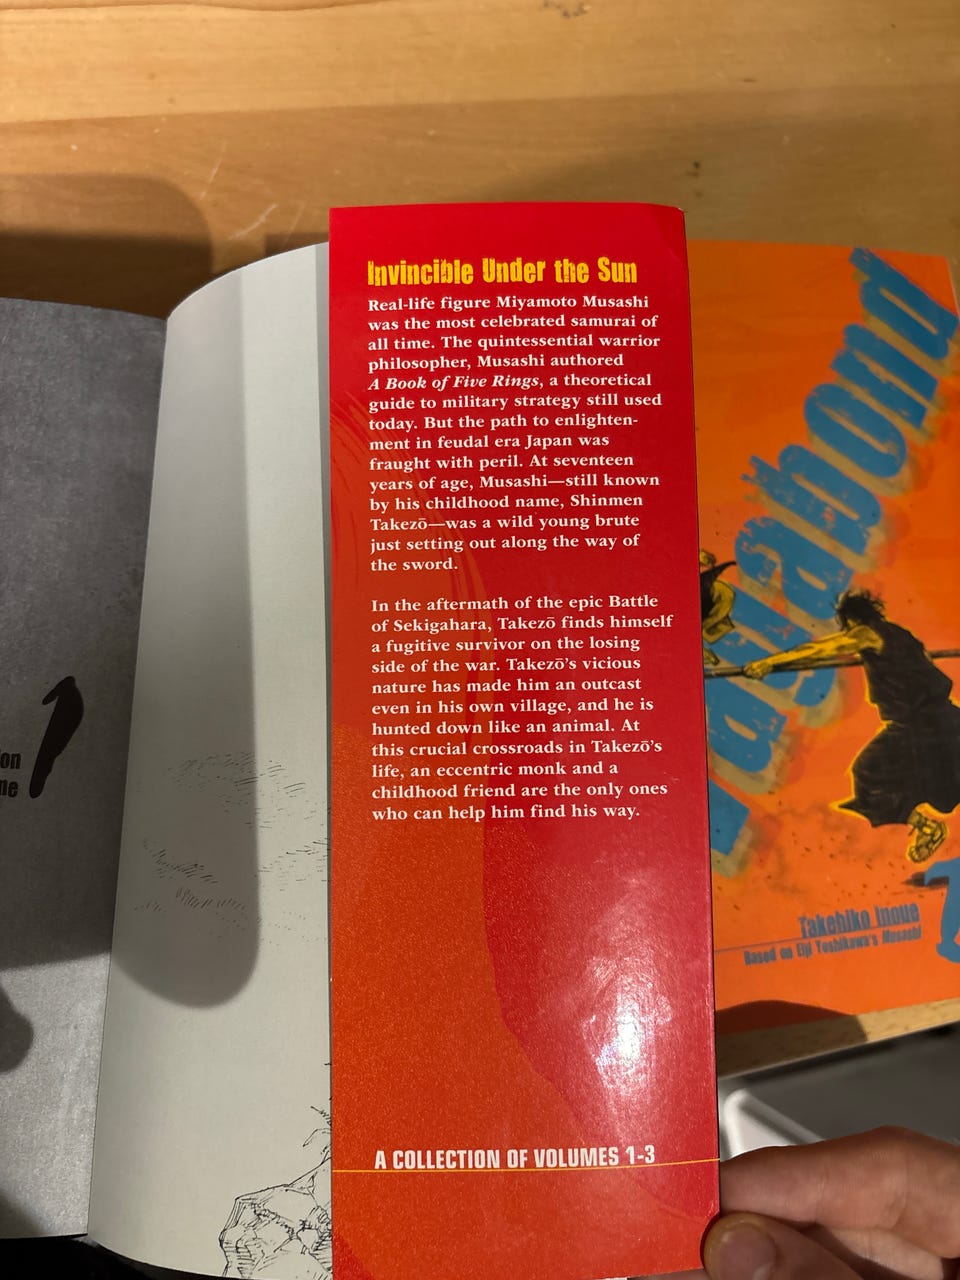 on
me
1
Invincible Under the Sun
Real-life figure Miyamoto Musashi
was the most celebrated samurai of
all time. The quintessential warrior
philosopher, Musashi authored
A Book of Five Rings, a theoretical
guide to military strategy still used
today. But the path to enlighten-
ment in feudal era Japan was
fraught with peril. At seventeen
years of age, Musashi—still known
by his childhood name, Shinmen
Takezō—was a wild young brute
just setting out along the way of
the sword.
In the aftermath of the epic Battle
of Sekigahara, Takezō finds himself
a fugitive survivor on the losing
side of the war. Takezō's vicious
nature has made him an outcast
even in his own village, and he is
hunted down like an animal. At
this crucial crossroads in Takezō's
life, an eccentric monk and a
childhood friend are the only ones
who can help him find his way.
A COLLECTION OF VOLUMES 1-3
Vagabond
Takehiko Inoue
Based on Eiji Yoshikawa's Musashi